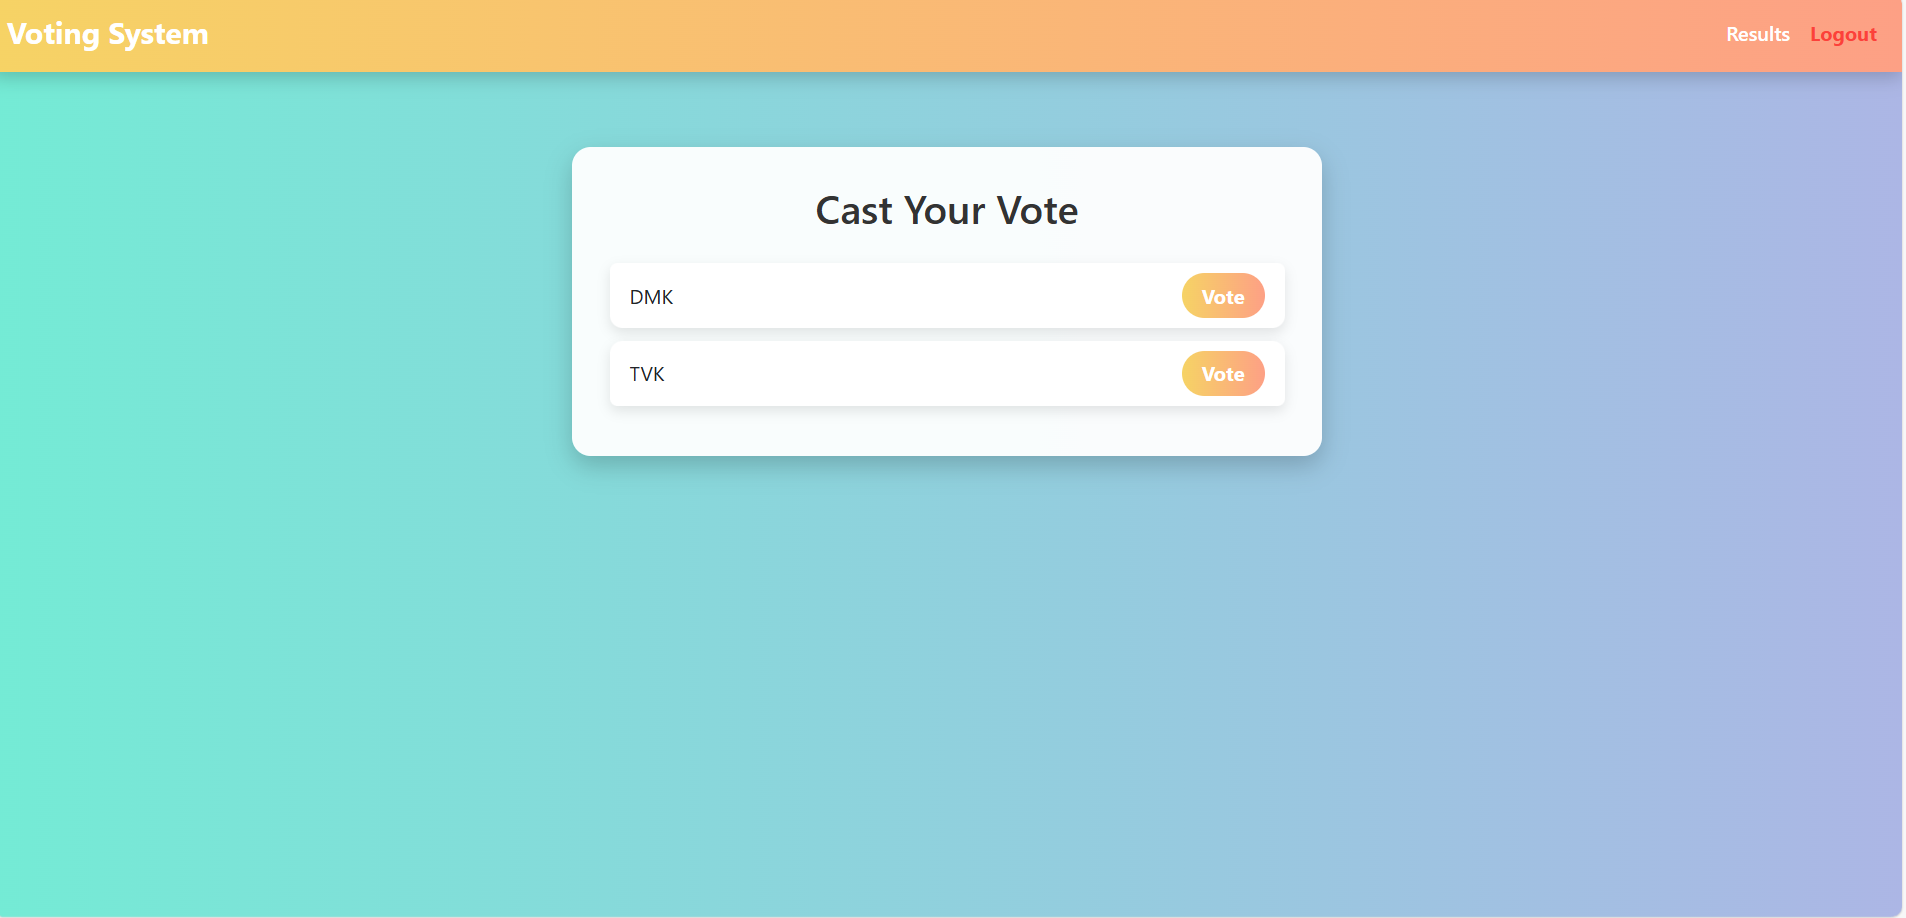 Voting System
Results Logout
Cast Your Vote
DMK Vote
TVK Vote